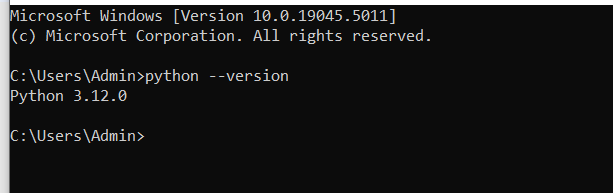 Microsoft Windows [Version 10.0.19045.5011]
(c) Microsoft Corporation. All rights reserved.
C:\Users\Admin>python --version
Python 3.12.0
C:\Users\Admin>